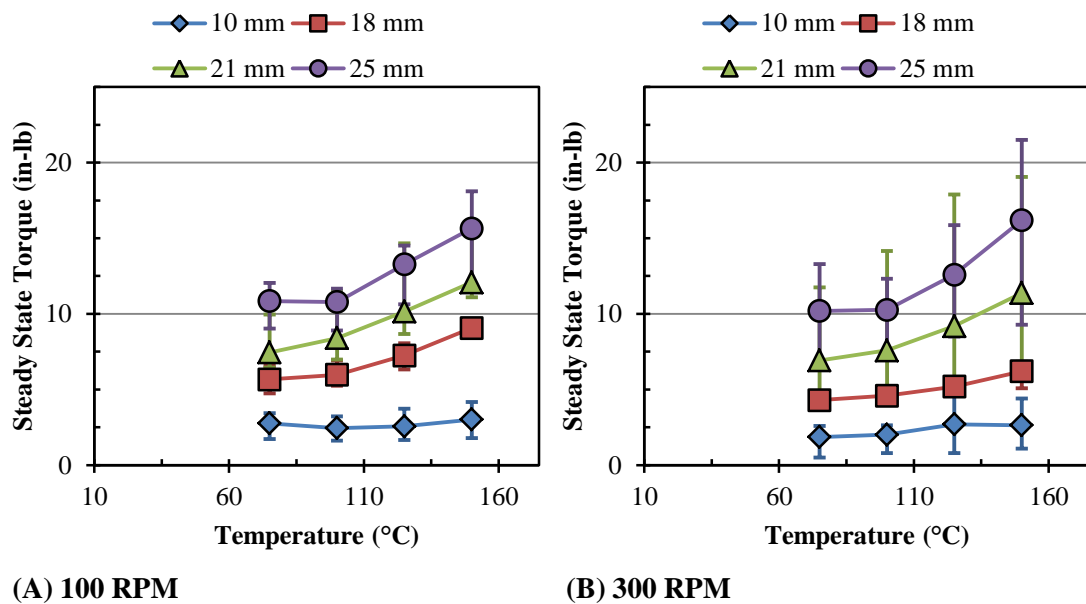 10 mm 18 mm
21 mm 25 mm
Steady State Torque (in-lb)
20
10
0
10 60 110 160
Temperature (°C)
(A) 100 RPM
10 mm 18 mm
21 mm 25 mm
Steady State Torque (in-lb)
20
10
0
10 60 110 160
Temperature (°C)
(B) 300 RPM